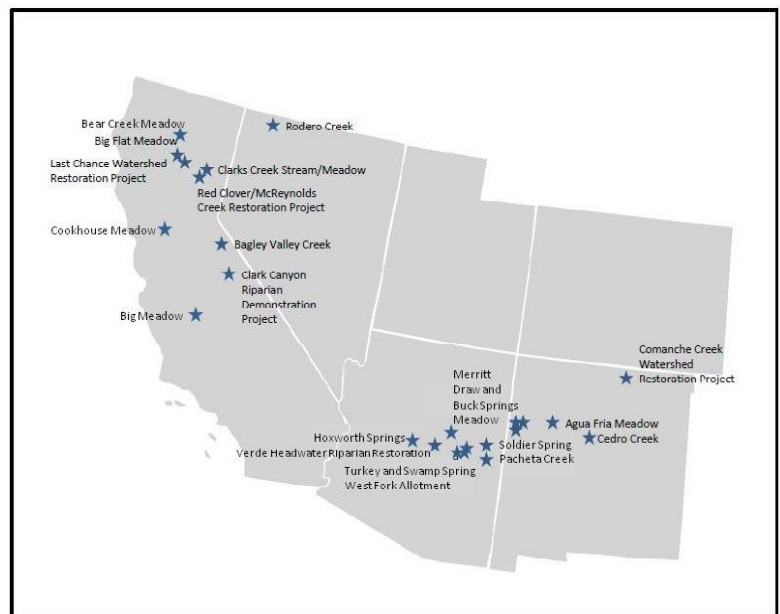 Bear Creek Meadow
Big Flat Meadow
Last Chance Watershed
Restoration Project
Rodero Creek
Clarks Creek Stream/Meadow
Red Clover/McReynolds
Creek Restoration Project
Cookhouse Meadow
Bagley Valley Creek
Clark Canyon
Riparian
Demonstration
Project
Big Meadow
Comanche Creek
Watershed
Restoration Project
Merritt
Draw and
Buck Springs
Meadow
Hoxworth Springs
Verde Headwater Riparian Restoration
Turkey and Swamp Spring
West Fork Allotment
Agua Fria Meadow
Cedro Creek
Soldier Spring
Pacheta Creek